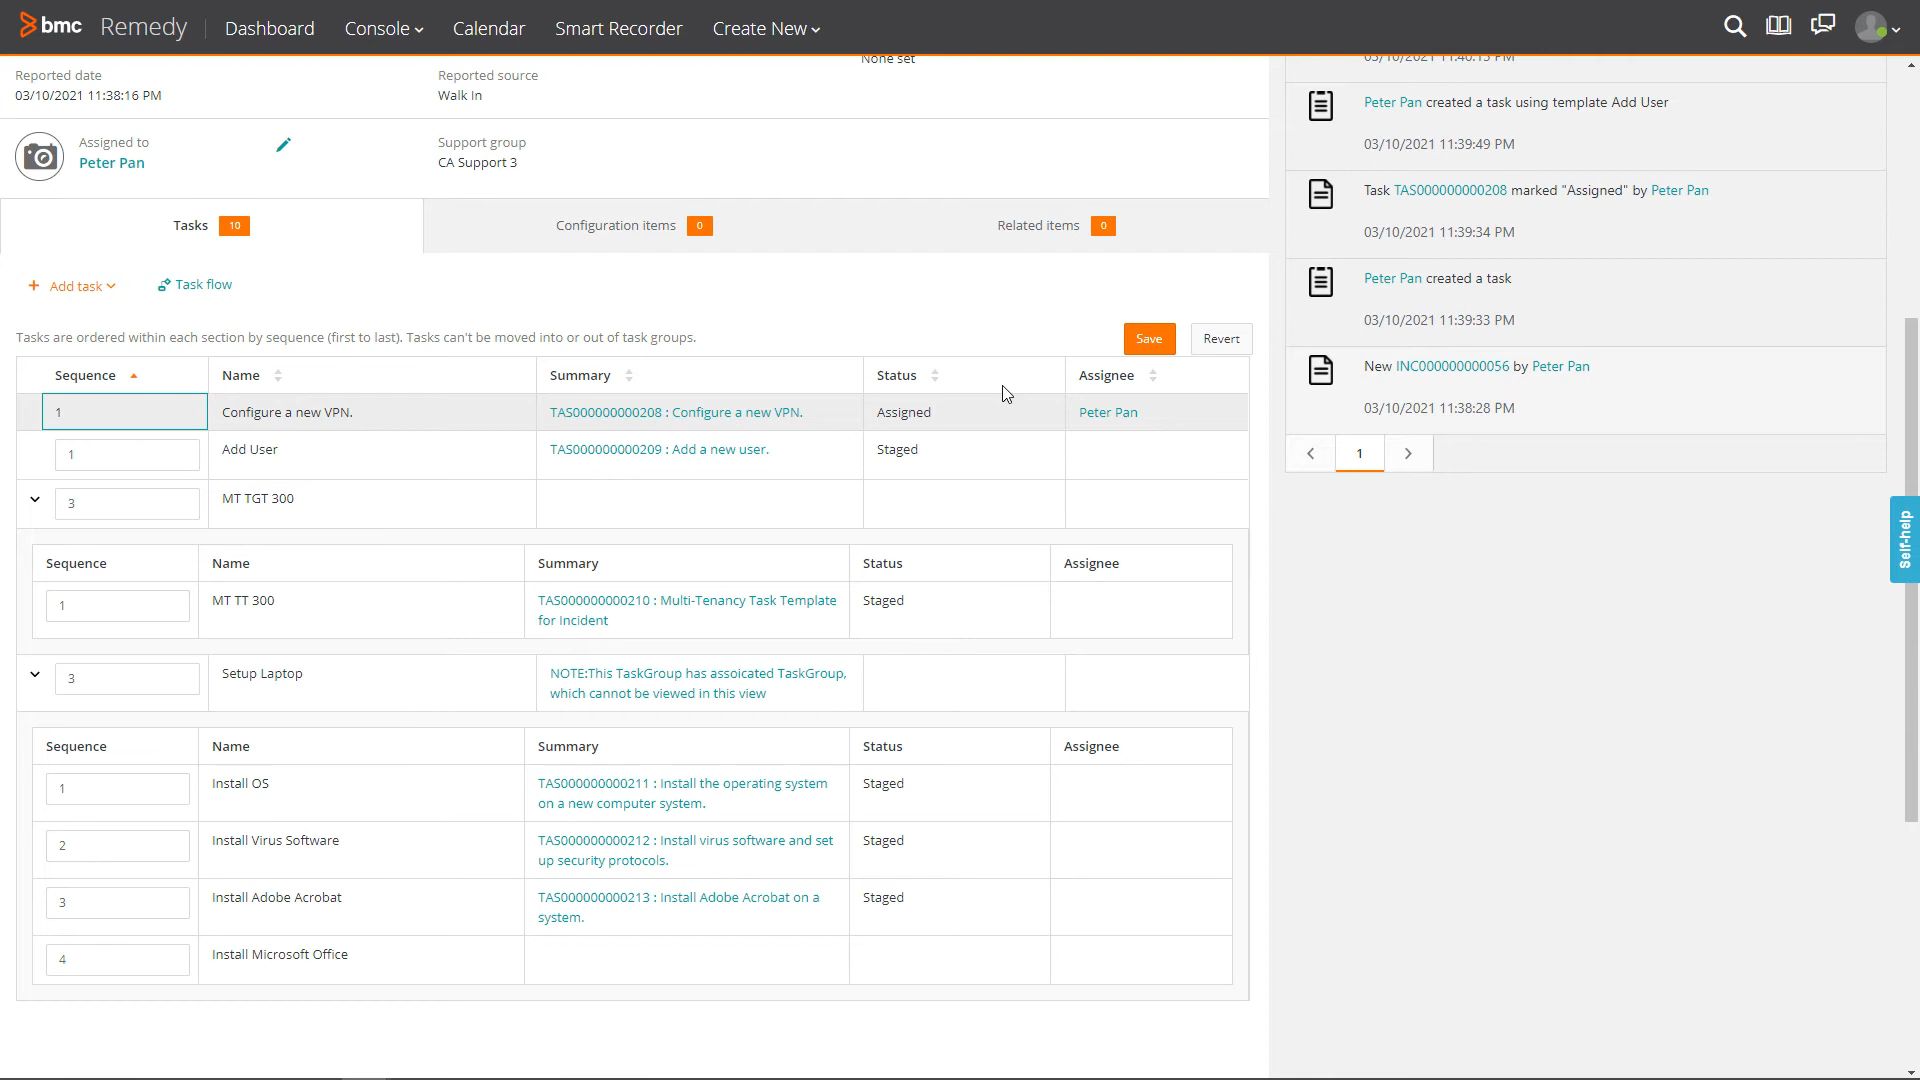 bmc Remedy Dashboard Console Calendar Smart Recorder Create New
Reported date
03/10/2021 11:38:16 PM
Reported source
Walk In
None set
Assigned to
Peter Pan
Support group
CA Support 3
Tasks 10
Configuration items 0
Related items 0
+ Add task
Task flow
Tasks are ordered within each section by sequence (first to last). Tasks can't be moved into or out of task groups.
Save Revert
Sequence Name Summary Status Assignee
1 Configure a new VPN. TAS000000000208 : Configure a new VPN. Assigned Peter Pan
1 Add User TAS000000000209 : Add a new user. Staged
3 MT TGT 300
Sequence Name Summary Status Assignee
1 MT TT 300 TAS000000000210 : Multi-Tenancy Task Template Staged
for Incident
3 Setup Laptop NOTE:This TaskGroup has assoicated TaskGroup,
which cannot be viewed in this view
Sequence Name Summary Status Assignee
1 Install OS TAS000000000211 : Install the operating system Staged
on a new computer system.
2 Install Virus Software TAS000000000212 : Install virus software and set Staged
up security protocols.
3 Install Adobe Acrobat TAS000000000213 : Install Adobe Acrobat on a Staged
system.
4 Install Microsoft Office
03/10/2021 11:40:15 PM
Peter Pan created a task using template Add User
03/10/2021 11:39:49 PM
Task TAS000000000208 marked "Assigned" by Peter Pan
03/10/2021 11:39:34 PM
Peter Pan created a task
03/10/2021 11:39:33 PM
New INC000000000056 by Peter Pan
03/10/2021 11:38:28 PM
1
Self-help